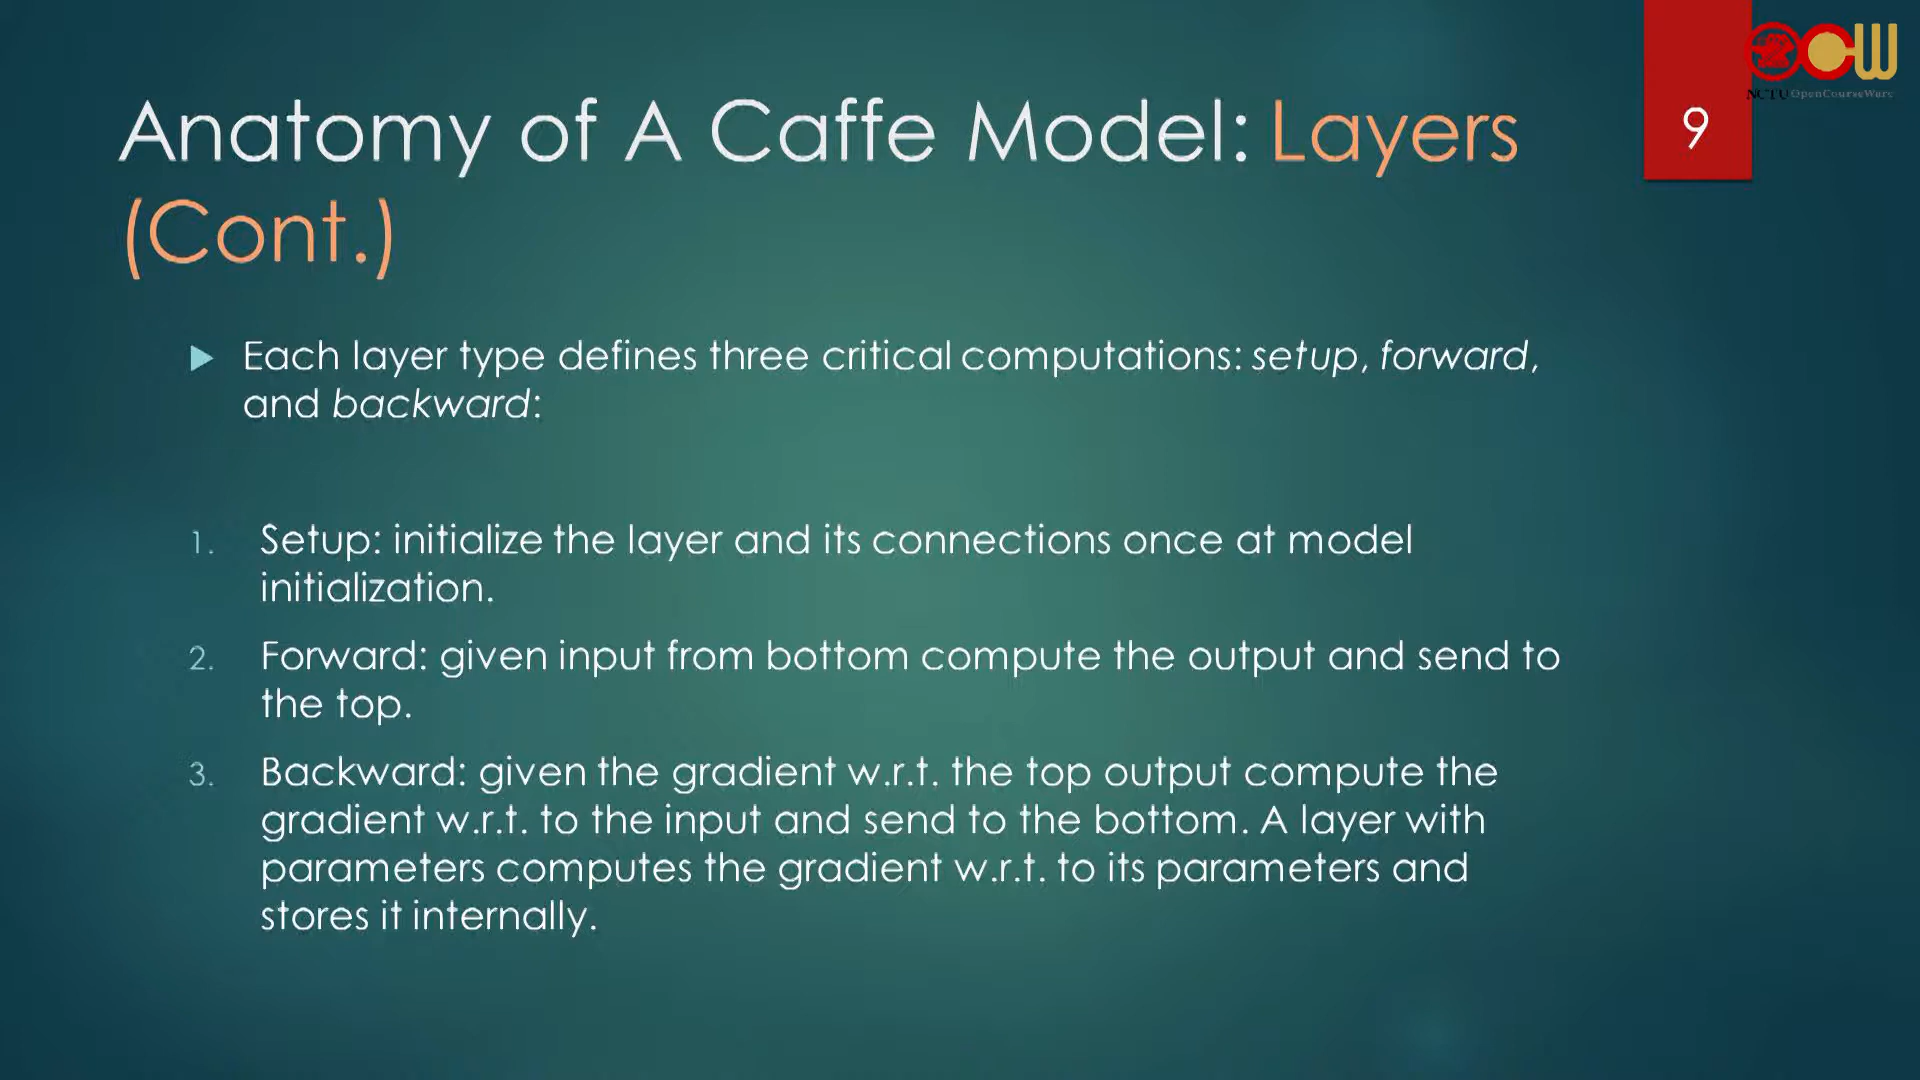 Anatomy of A Caffe Model: Layers
(Cont.)
9
NCTU OpenCourseWare
Each layer type defines three critical computations: setup, forward,
and backward:
1. Setup: initialize the layer and its connections once at model
initialization.
2. Forward: given input from bottom compute the output and send to
the top.
3. Backward: given the gradient w.r.t. the top output compute the
gradient w.r.t. to the input and send to the bottom. A layer with
parameters computes the gradient w.r.t. to its parameters and
stores it internally.